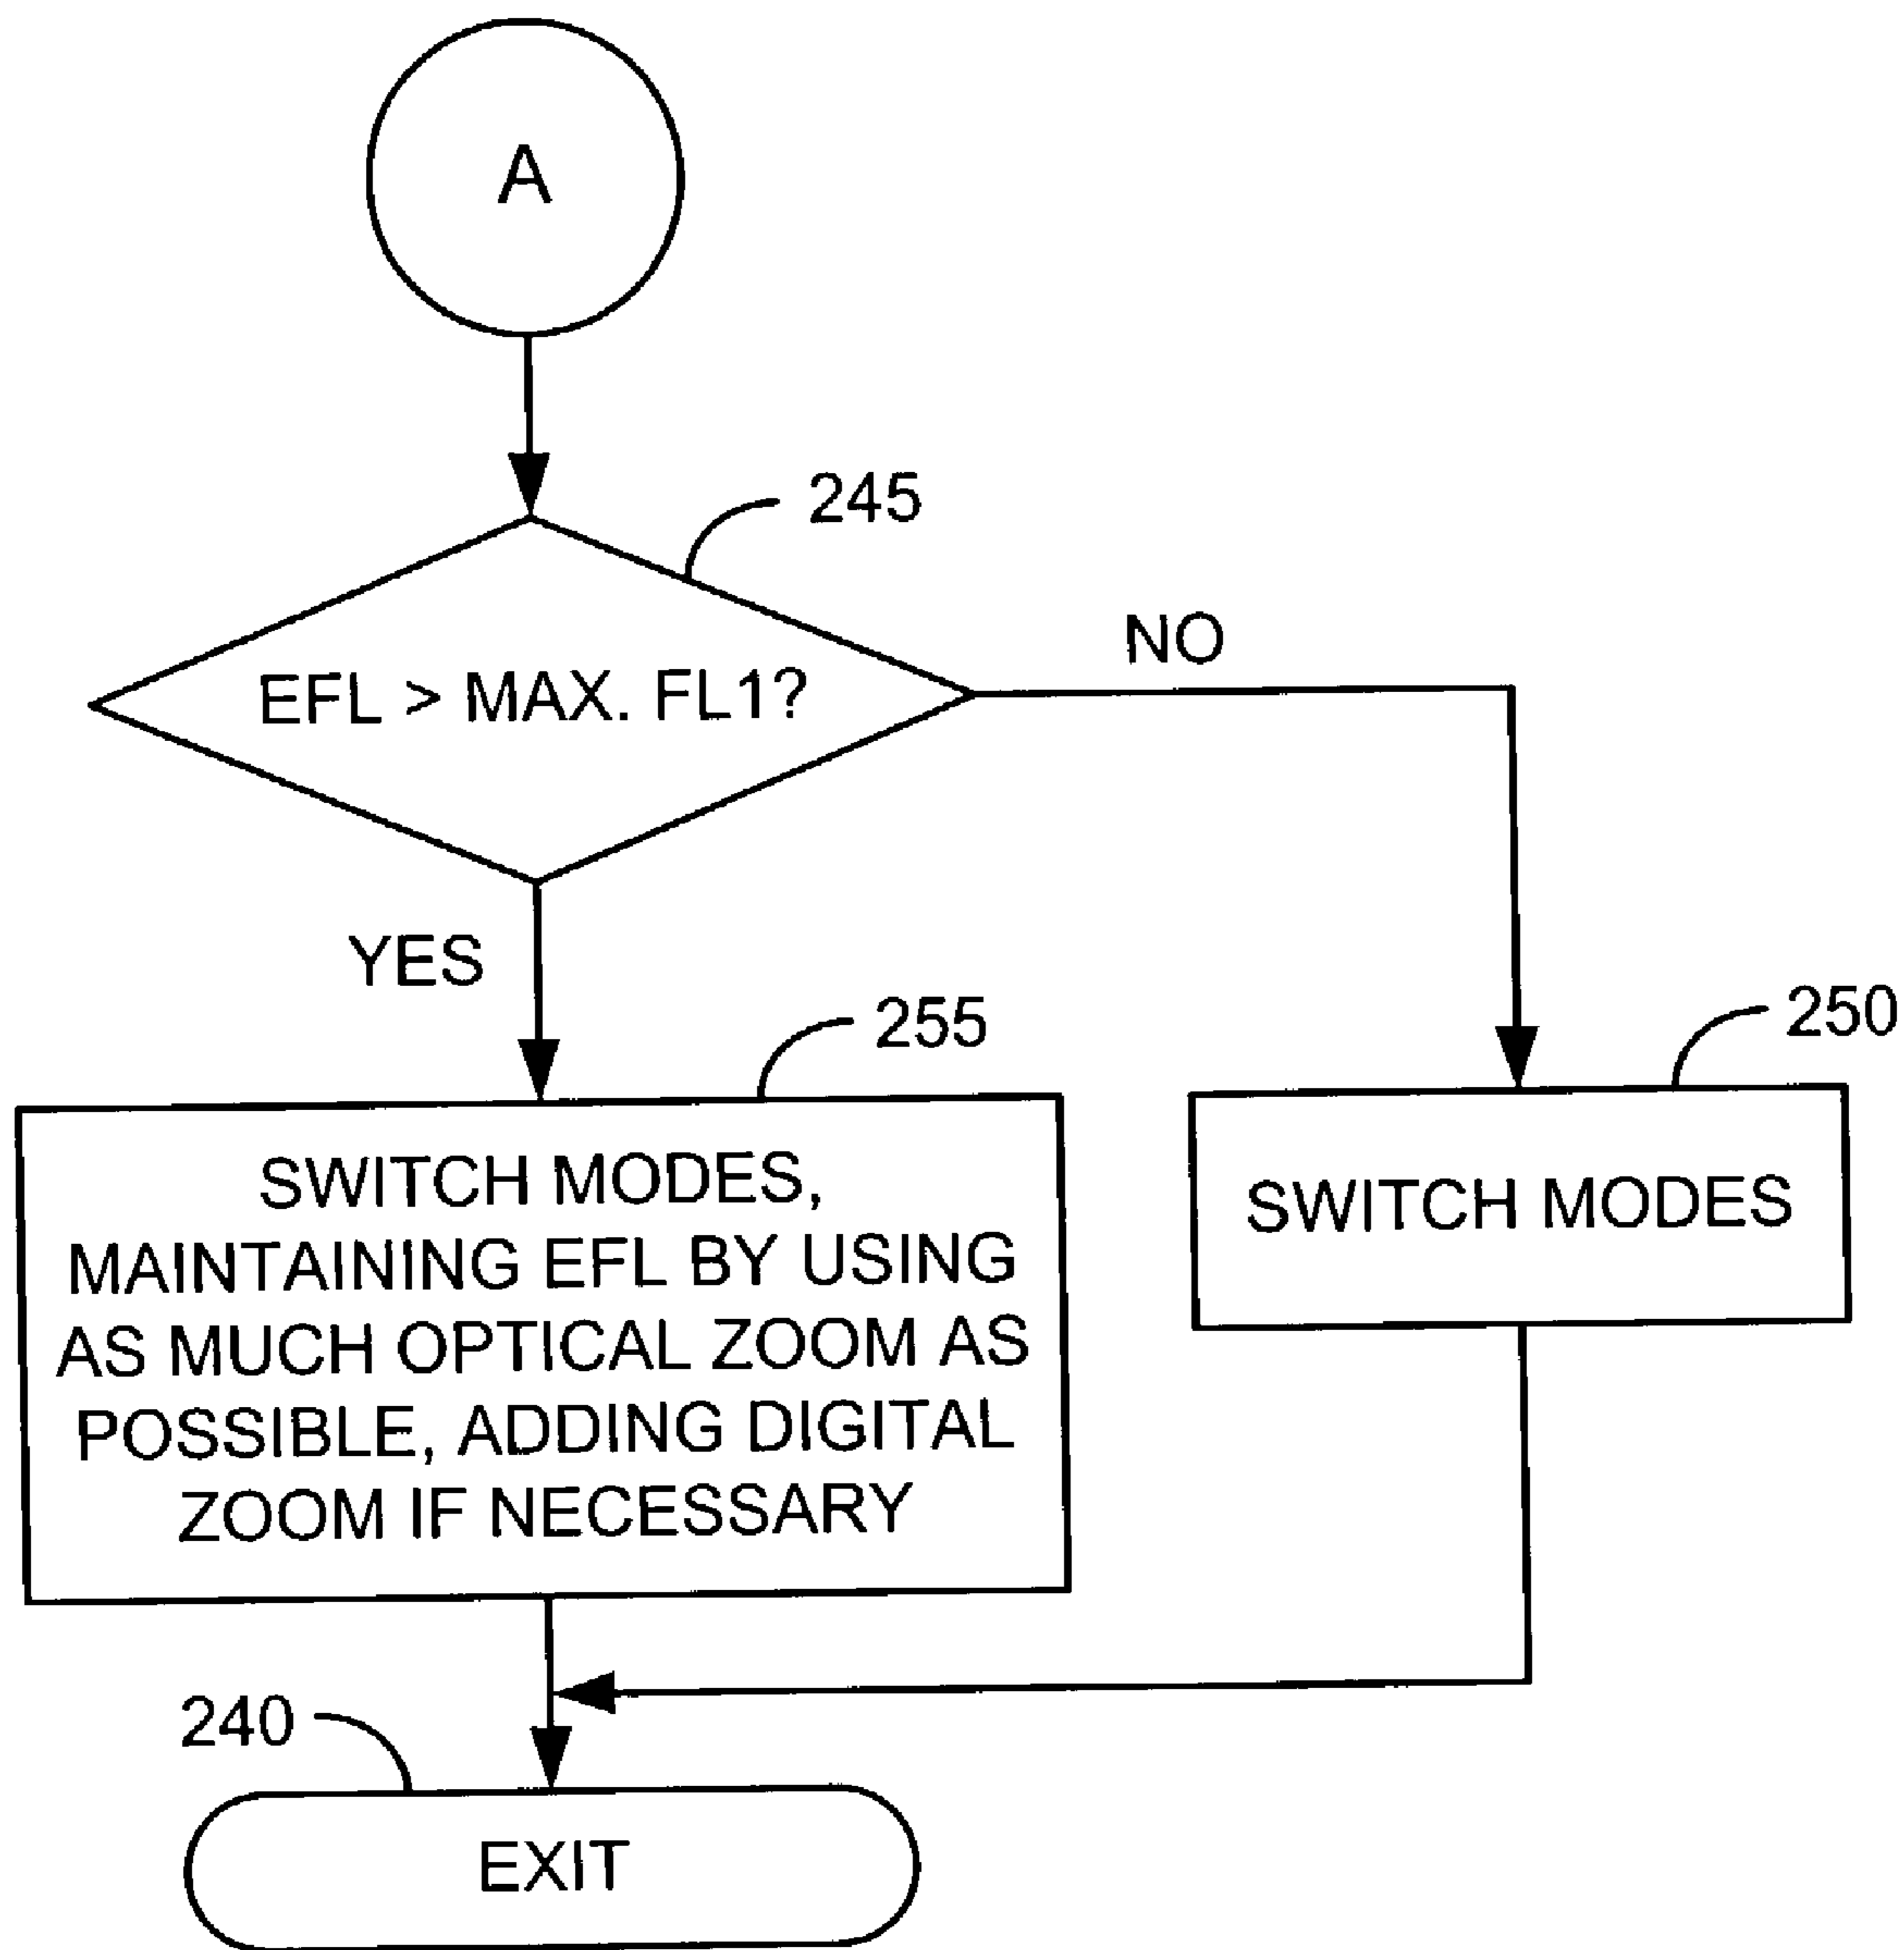 A
245
EFL > MAX. FL1?
NO
YES
255
250
SWITCH MODES,
MAINTAINING EFL BY USING
AS MUCH OPTICAL ZOOM AS
POSSIBLE, ADDING DIGITAL
ZOOM IF NECESSARY
SWITCH MODES
240
EXIT